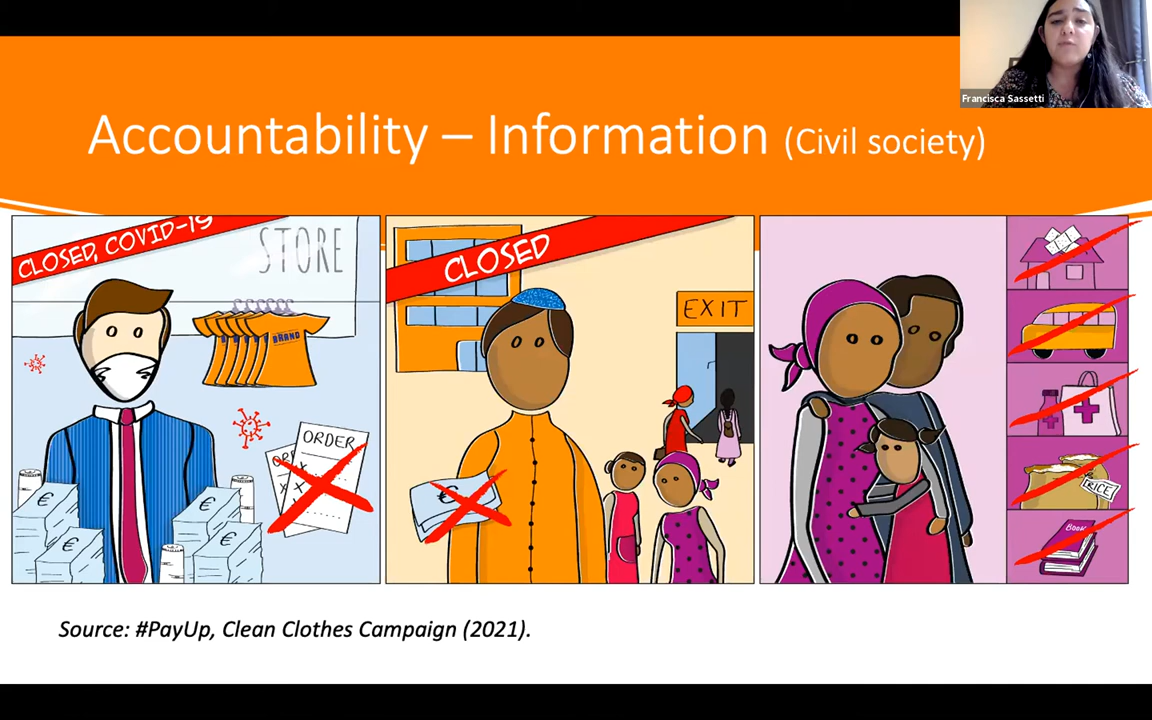 Francisca Sassetti
Accountability – Information (Civil society)
CLOSED, COVID-19
STORE
BRAND
ORDER
€
€
€
€
CLOSED
EXIT
€
RICE
BOOK
Source: #PayUp, Clean Clothes Campaign (2021).